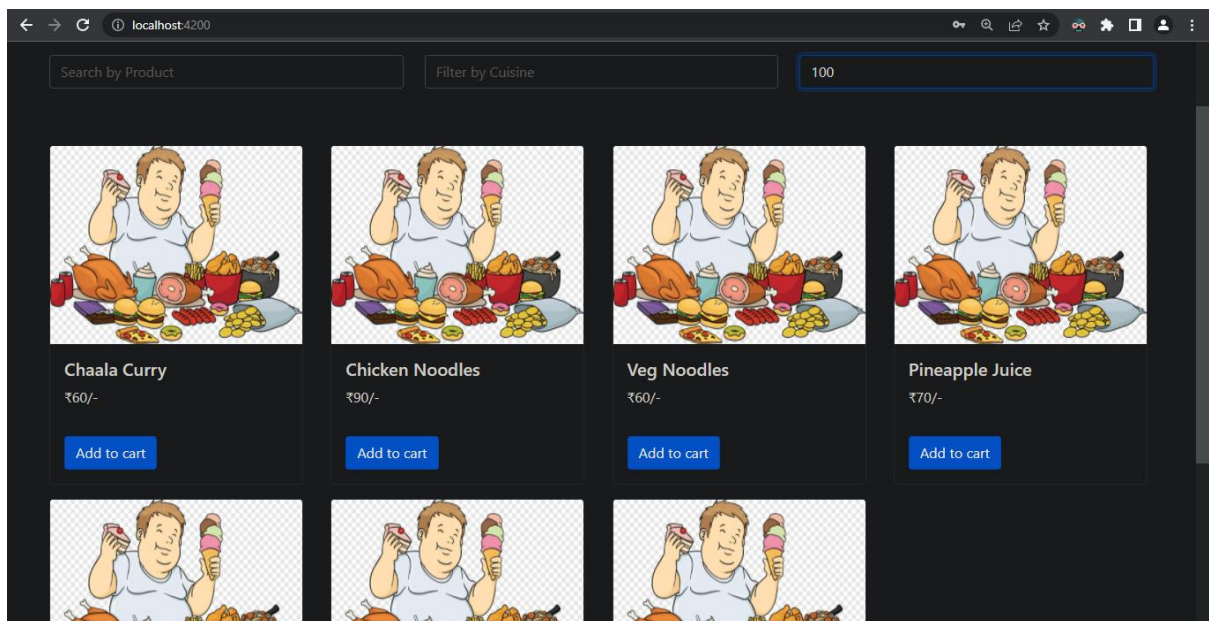 localhost:4200
Search by Product
Filter by Cuisine
100
Chaala Curry
₹60/-
Add to cart
Chicken Noodles
₹90/-
Add to cart
Veg Noodles
₹60/-
Add to cart
Pineapple Juice
₹70/-
Add to cart